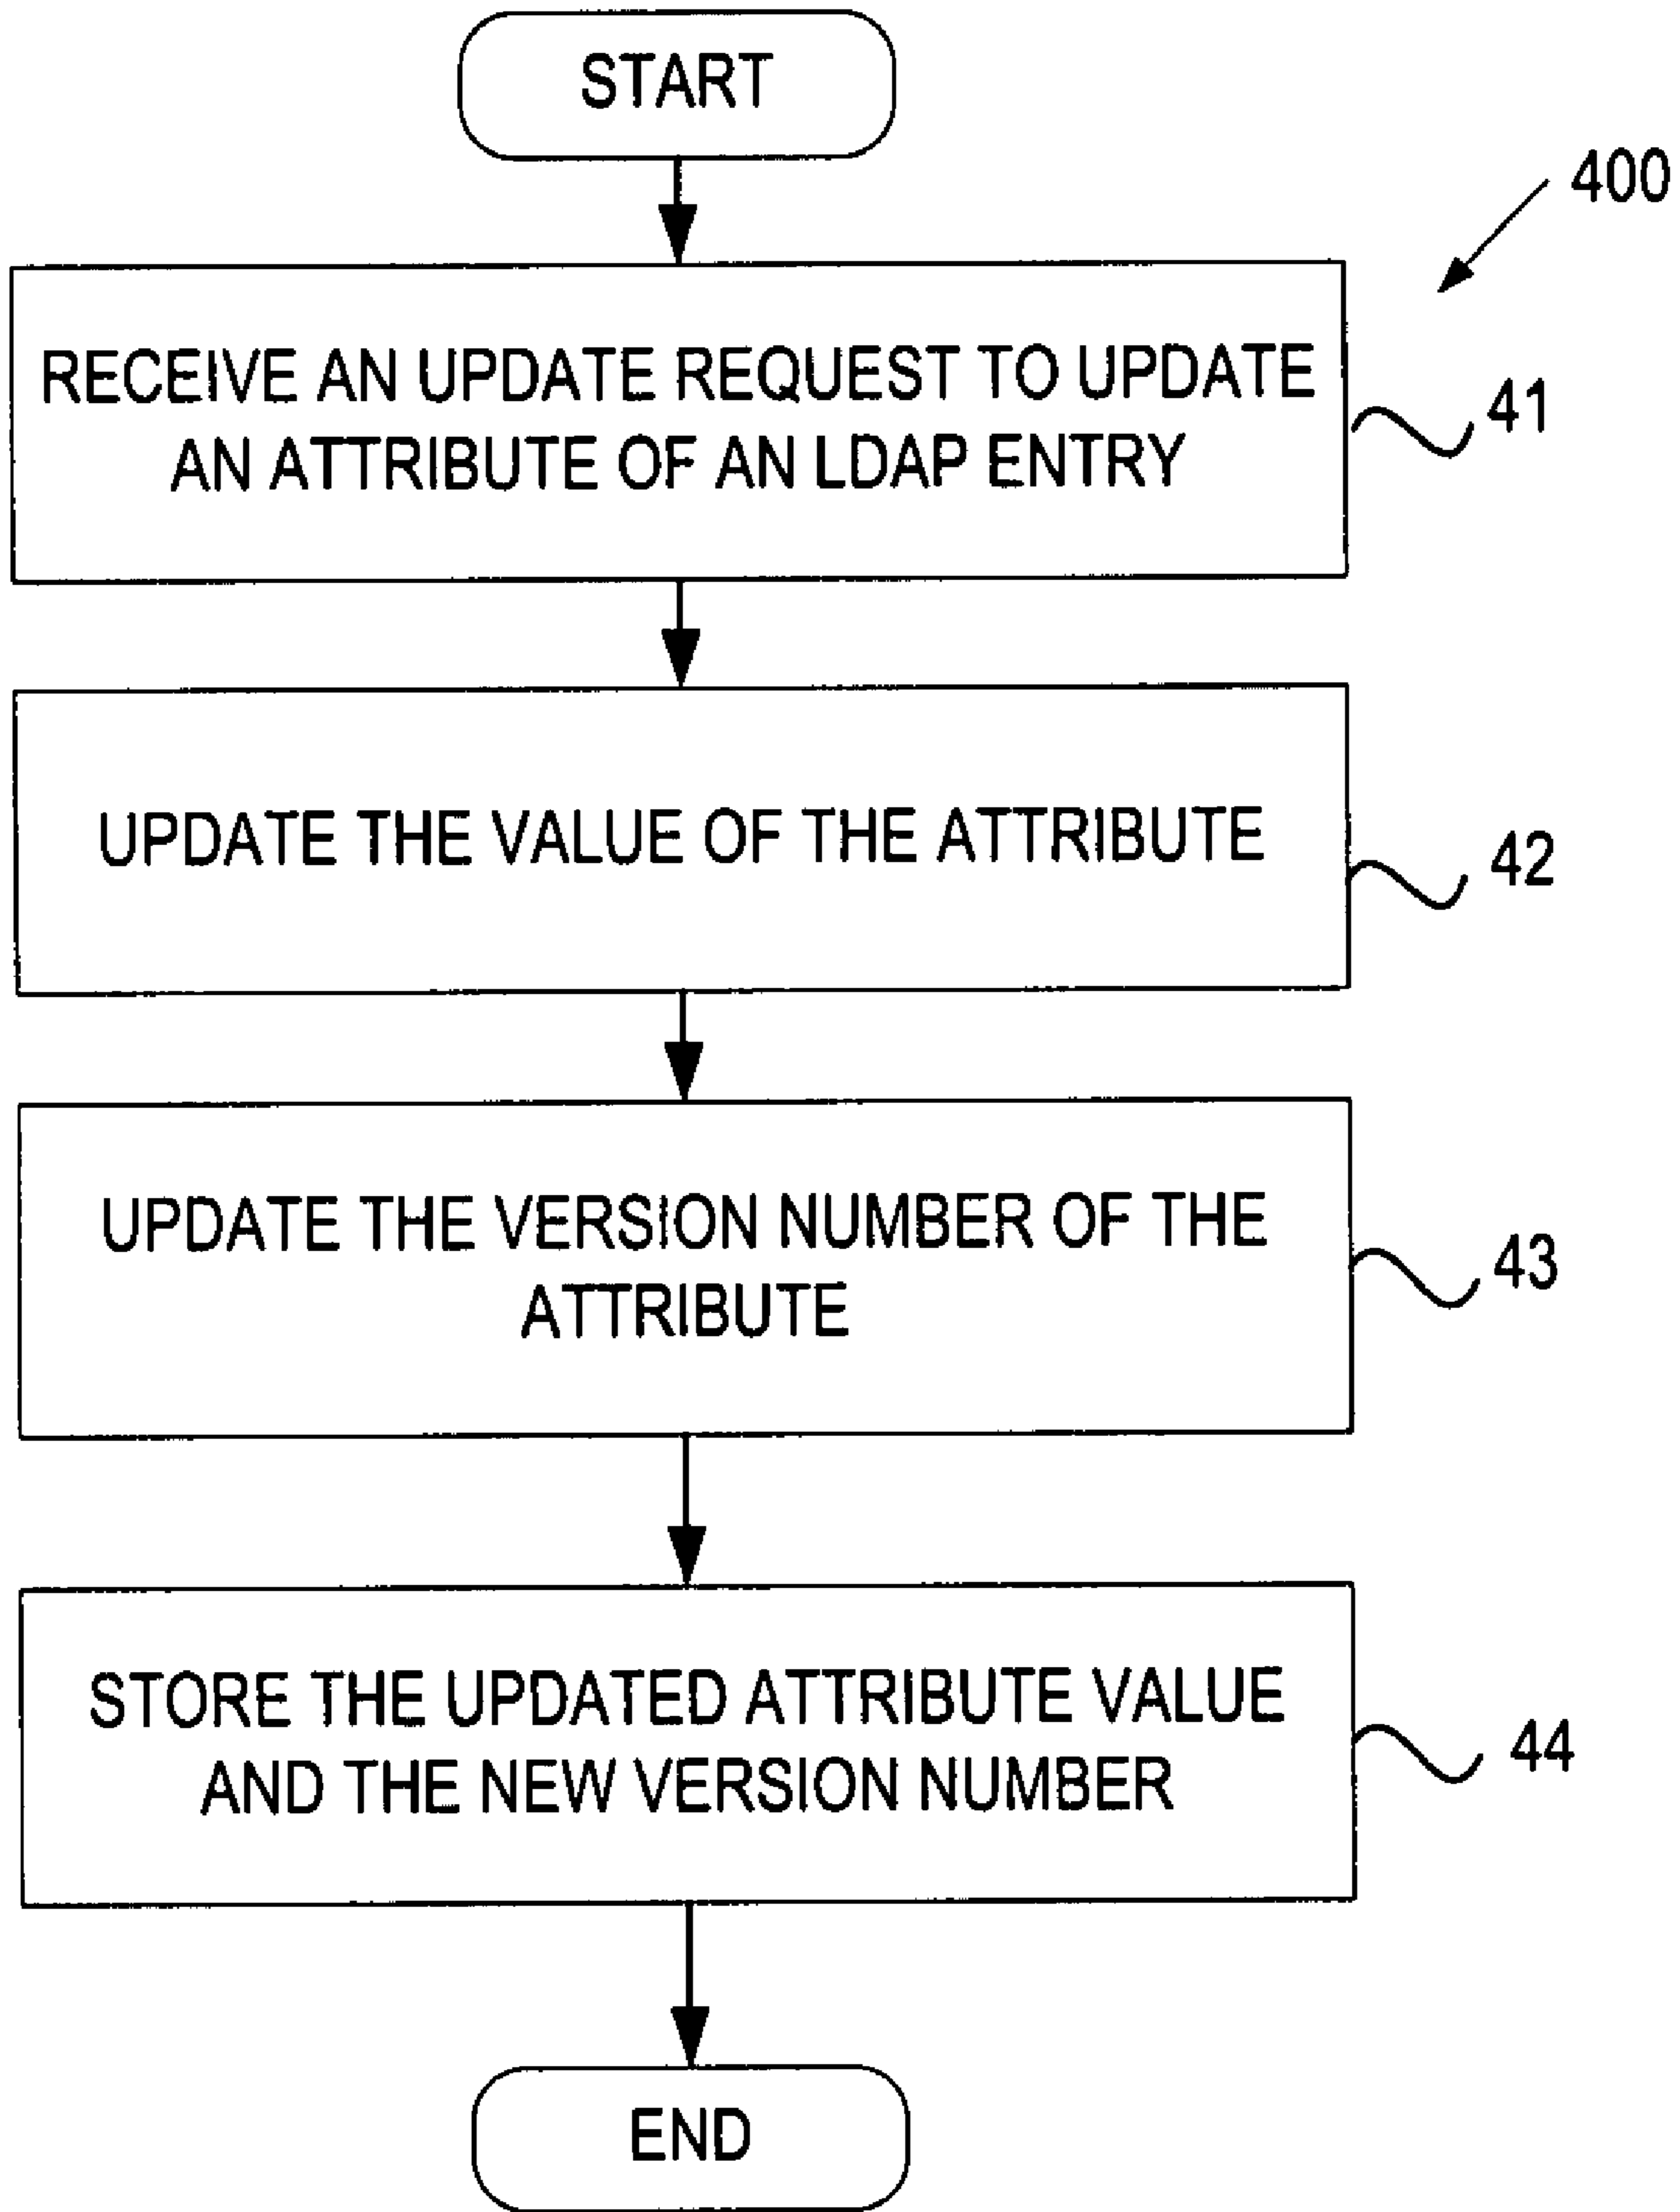 START
400
RECEIVE AN UPDATE REQUEST TO UPDATE
AN ATTRIBUTE OF AN LDAP ENTRY
41
UPDATE THE VALUE OF THE ATTRIBUTE
42
UPDATE THE VERSION NUMBER OF THE
ATTRIBUTE
43
STORE THE UPDATED ATTRIBUTE VALUE
AND THE NEW VERSION NUMBER
44
END